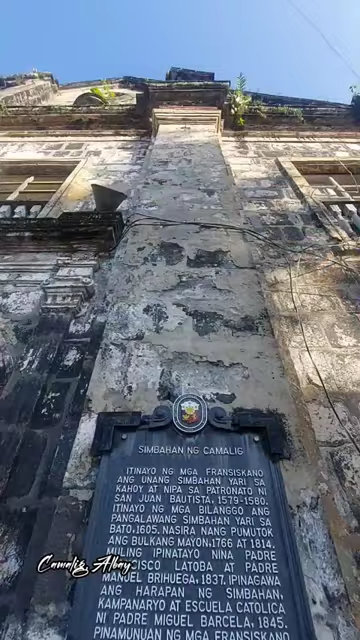 SIMBAHAN NG CAMALIG
ITINAYO NG MGA FRANSISKANO
ANG UNANG SIMBAHAN YARI SA
KAHOY AT NIPA SA PATRONATO NI
SAN JUAN BAUTISTA, 1579-1580.
ITINAYO NG MGA BILANGGO ANG
PANGALAWANG SIMBAHAN YARI SA
BATO, 1605. NASIRA NANG PUMUTOK
ANG BULKANG MAYON, 1766 AT 1814.
MULING IPINATAYO NINA PADRE
CISCO LATOBA AT PADRE
MANUEL BRIHUEGA, 1837. IPINAGAWA
ANG HARAPAN NG SIMBAHAN,
KAMPANARYO AT ESCUELA CATOLICA
NI PADRE MIGUEL BARCELA, 1845.
PINAMUNUAN NG MGA FRANSISKANO
Camalig Albay